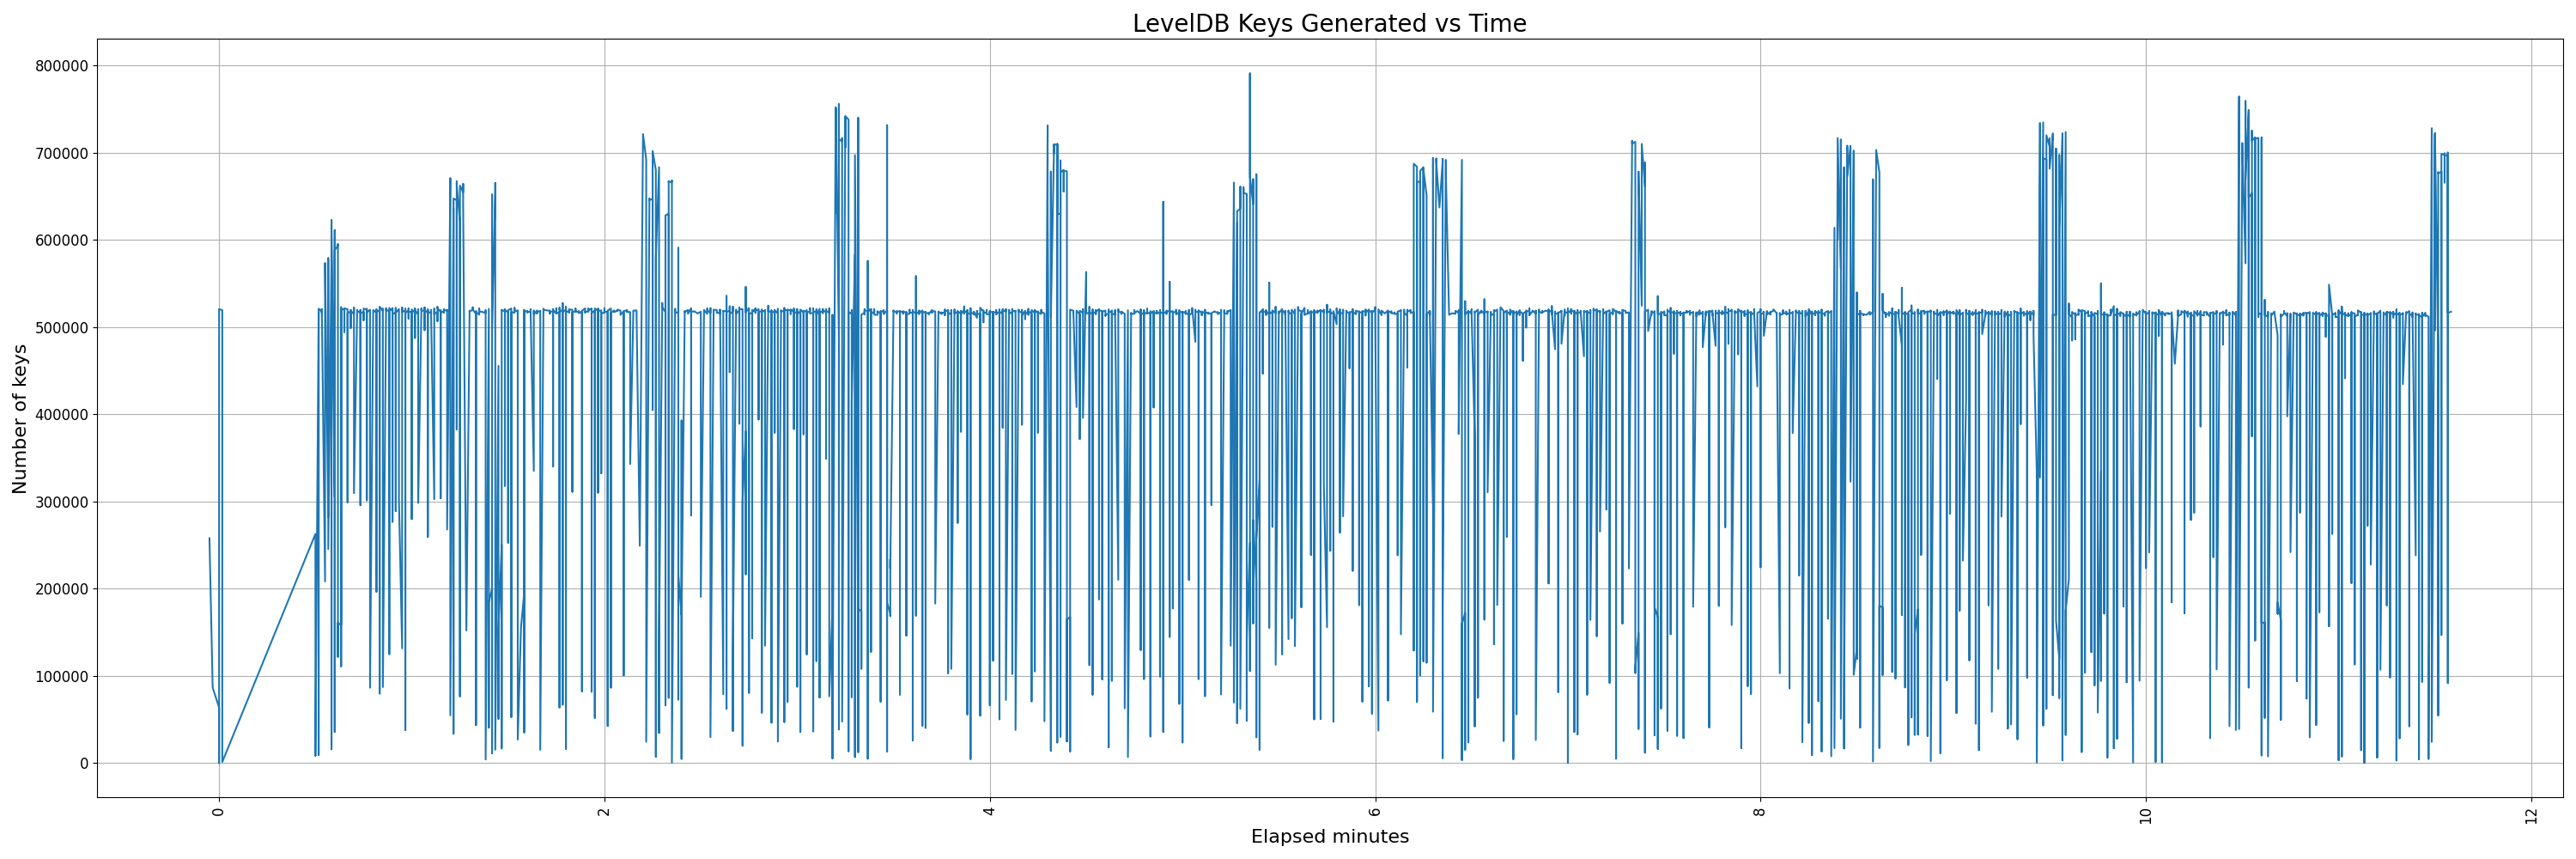 LevelDB Keys Generated vs Time
800000
700000
600000
500000
400000
300000
200000
100000
0
Number of keys
0 2 4 6 8 10 12
Elapsed minutes